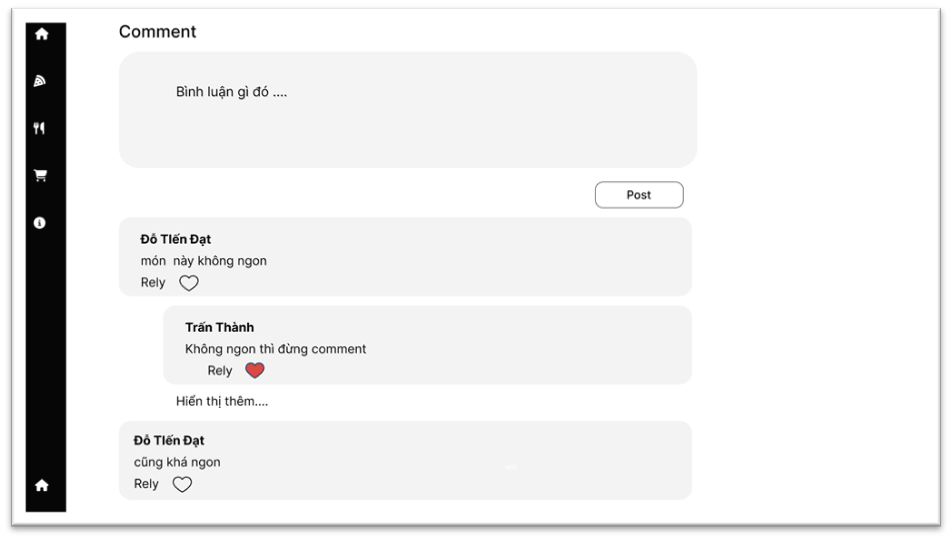 Comment
Bình luận gì đó ....
Post
Đỗ TIến Đạt
món này không ngon
Rely
Trấn Thành
Không ngon thì đừng comment
Rely
Hiển thị thêm....
Đỗ TIến Đạt
cũng khá ngon
Rely